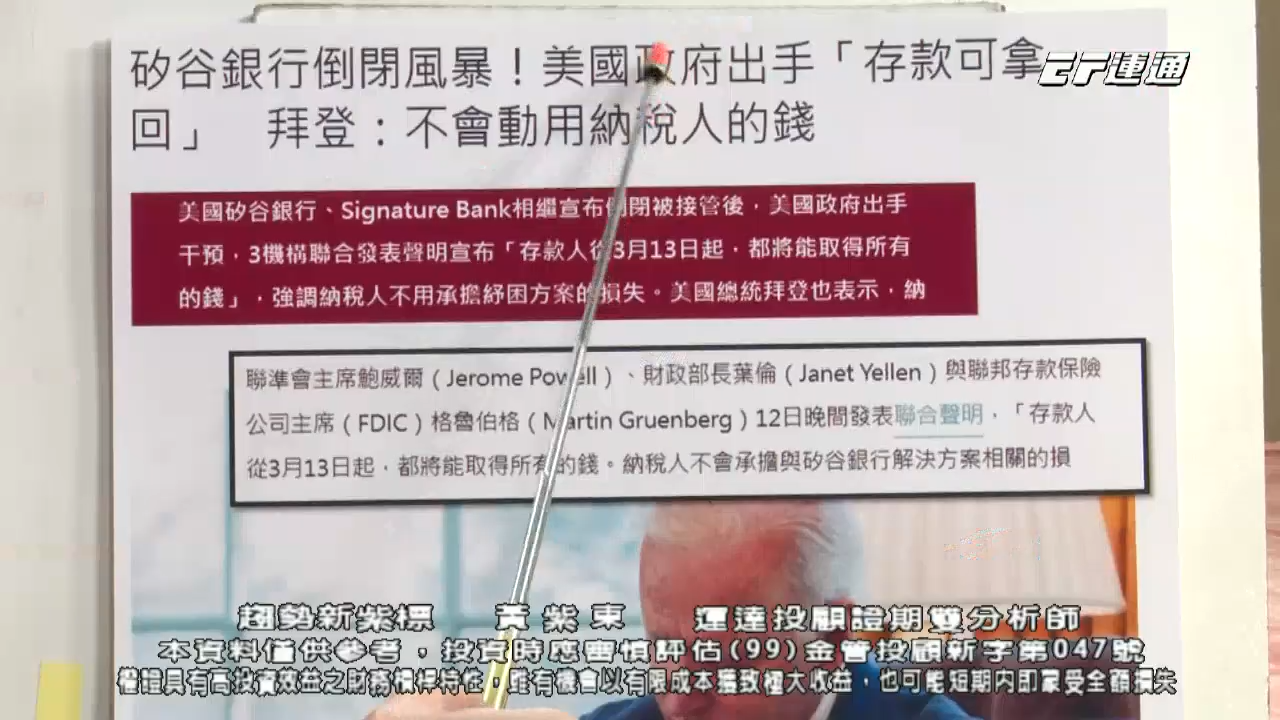 矽谷銀行倒閉風暴！美國政府出手「存款可拿
回」 拜登：不會動用納稅人的錢
運通
美國矽谷銀行、Signature Bank相繼宣布倒閉被接管後，美國政府出手
干預，3機構聯合發表聲明宣布「存款人從3月13日起，都將能取得所有
的錢」，強調納稅人不用承擔紓困方案的損失。美國總統拜登也表示，納
聯準會主席鮑威爾（Jerome Powell）、財政部長葉倫（Janet Yellen）與聯邦存款保險
公司主席（FDIC）格魯伯格（Martin Gruenberg）12日晚間發表聯合聲明，「存款人
從3月13日起，都將能取得所有的錢。納稅人不會承擔與矽谷銀行解決方案相關的損
趨勢新紫標 黃紫東 運達投顧證期雙分析師
本資料僅供參考，投資時應審慎評估(99)金管投顧新字第047號
權證具有高投資效益之財務槓桿特性，雖有機會以有限成本獲致極大收益，也可能短期內即蒙受全額損失